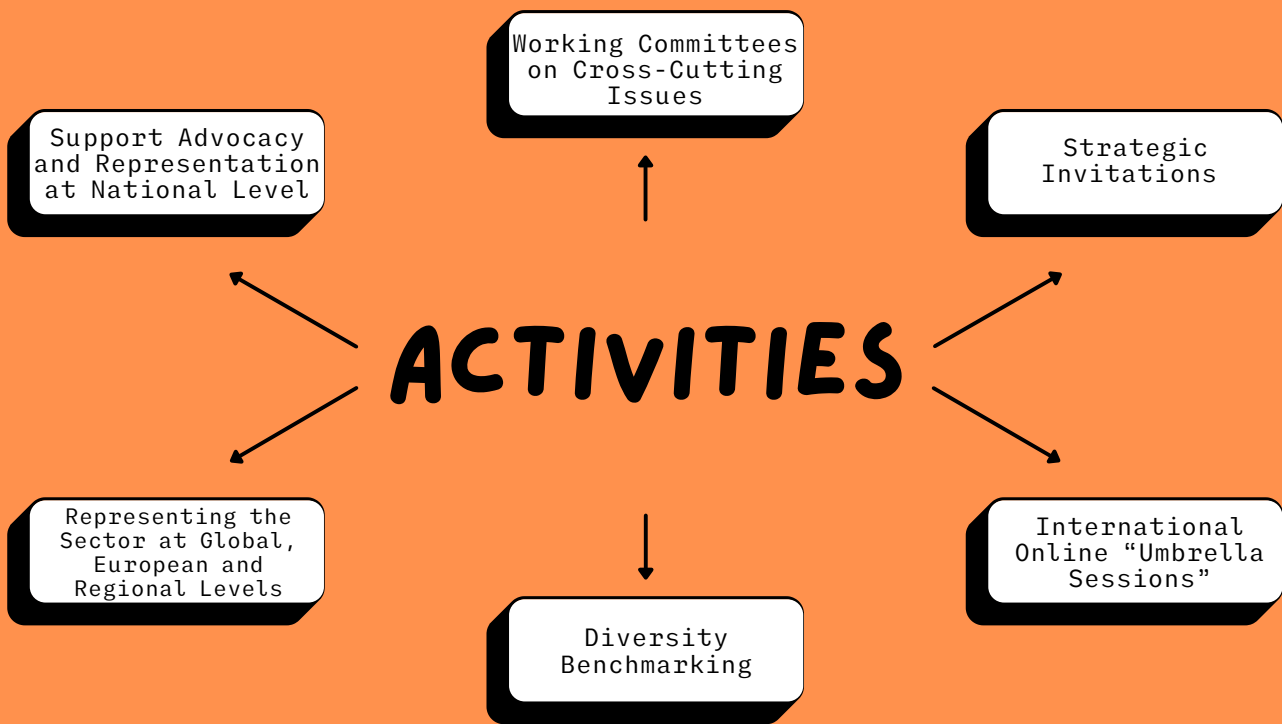 Working Committees
on Cross-Cutting
Issues
Support Advocacy
and Representation
at National Level
Strategic
Invitations
ACTIVITIES
Representing the
Sector at Global,
European and
Regional Levels
International
Online “Umbrella
Sessions”
Diversity
Benchmarking